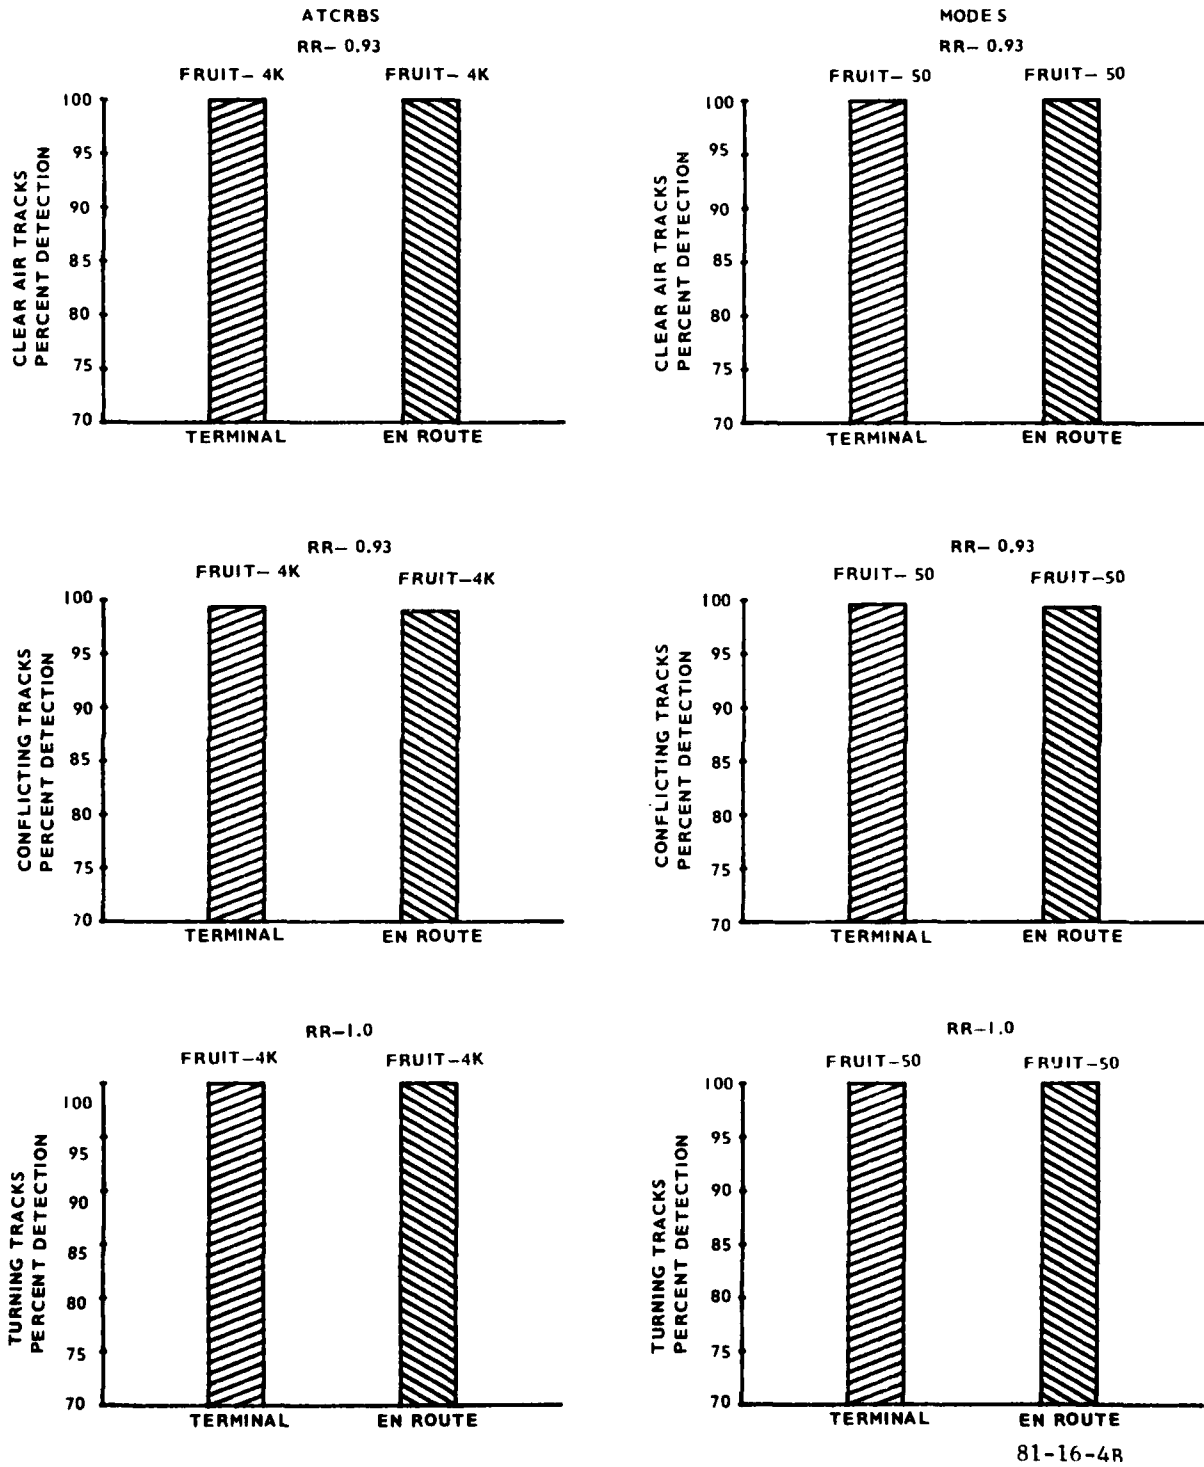 ATCRBS
RR– 0.93
FRUIT– 4K FRUIT– 4K
CLEAR AIR TRACKS
PERCENT DETECTION
100
95
90
85
80
75
70
TERMINAL EN ROUTE
MODE S
RR– 0.93
FRUIT– 50 FRUIT– 50
CLEAR AIR TRACKS
PERCENT DETECTION
100
95
90
85
80
75
70
TERMINAL EN ROUTE
RR– 0.93
FRUIT– 4K FRUIT–4K
CONFLICTING TRACKS
PERCENT DETECTION
100
95
90
85
80
75
70
TERMINAL EN ROUTE
RR– 0.93
FRUIT– 50 FRUIT–50
CONFLICTING TRACKS
PERCENT DETECTION
100
95
90
85
80
75
70
TERMINAL EN ROUTE
RR–1.0
FRUIT–4K FRUIT–4K
TURNING TRACKS
PERCENT DETECTION
100
95
90
85
80
75
70
TERMINAL EN ROUTE
RR–1.0
FRUIT–50 FRUIT–50
TURNING TRACKS
PERCENT DETECTION
100
95
90
85
80
75
70
TERMINAL EN ROUTE
81-16-4B